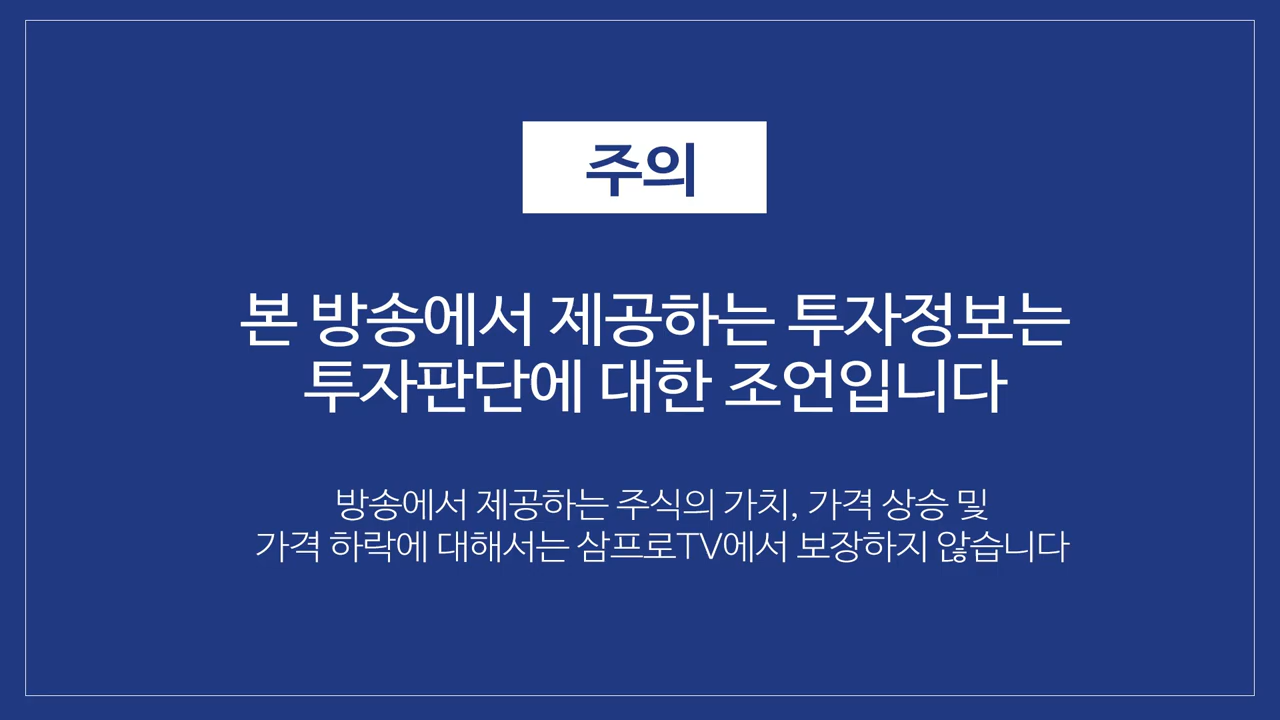 주의
본 방송에서 제공하는 투자정보는
투자판단에 대한 조언입니다
방송에서 제공하는 주식의 가치, 가격 상승 및
가격 하락에 대해서는 삼프로TV에서 보장하지 않습니다